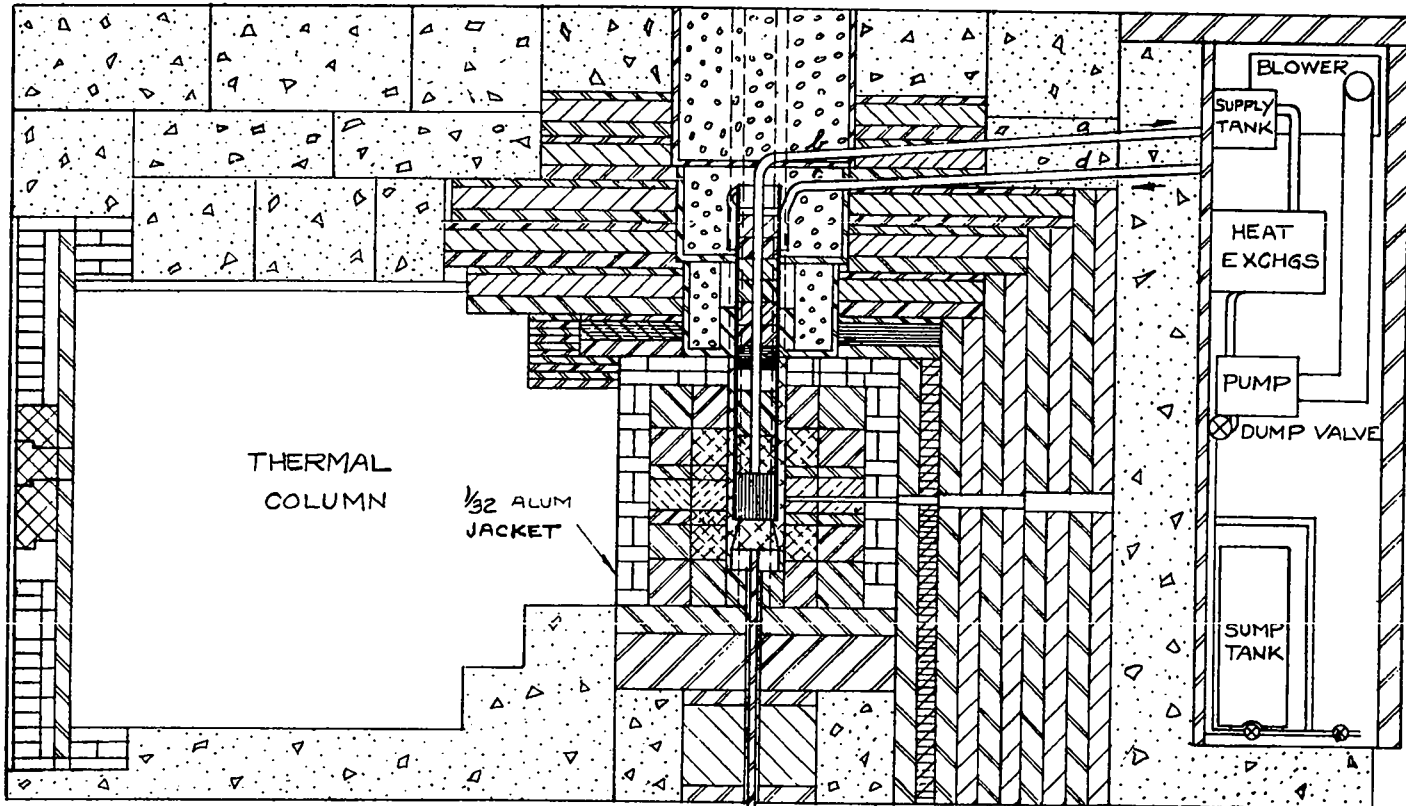 BLOWER
SUPPLY
TANK
a
b
d
HEAT
EXCHGS
PUMP
DUMP VALVE
THERMAL
COLUMN
1/32 ALUM
JACKET
SUMP
TANK